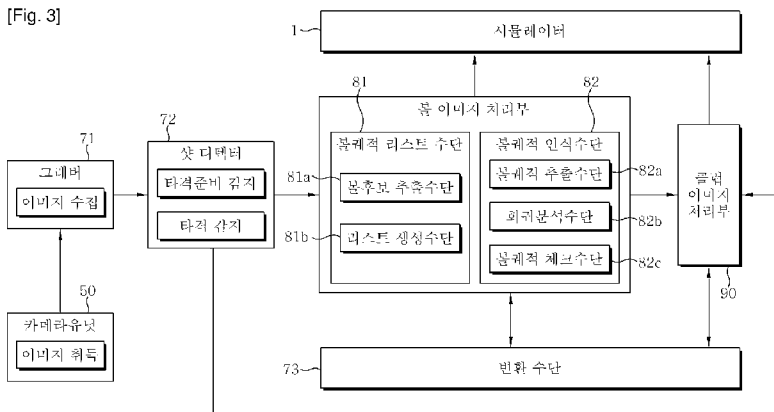 [Fig. 3]
1
시뮬레이터
81
82
볼 이미지 처리부
72
71
샷 디텍터
볼궤적 리스트 수단
볼궤적 인식수단
그래버
이미지 수집
타격준비 감지
81a
볼후보 추출수단
볼궤적 추출수단
82a
클럽
이미지
처리부
타격 감지
81b
리스트 생성수단
회귀분석수단
82b
볼궤적 체크수단
82c
50
90
카메라유닛
이미지 취득
73
변환 수단